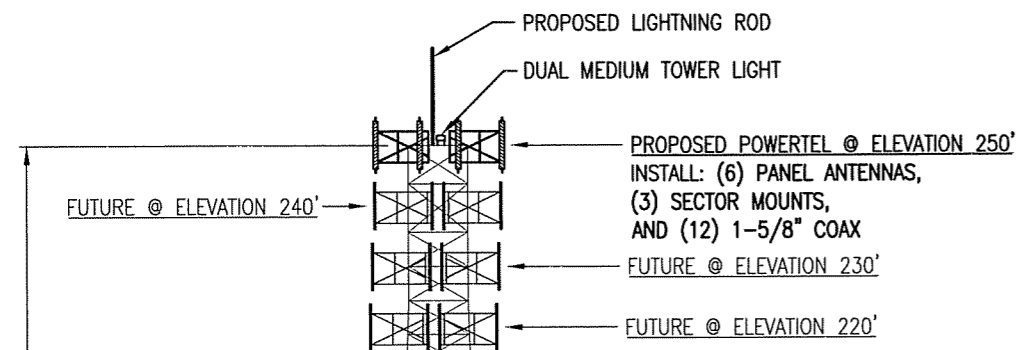 PROPOSED LIGHTNING ROD
DUAL MEDIUM TOWER LIGHT
PROPOSED POWERTEL @ ELEVATION 250'
INSTALL: (6) PANEL ANTENNAS,
(3) SECTOR MOUNTS,
AND (12) 1-5/8" COAX
FUTURE @ ELEVATION 240'
FUTURE @ ELEVATION 230'
FUTURE @ ELEVATION 220'